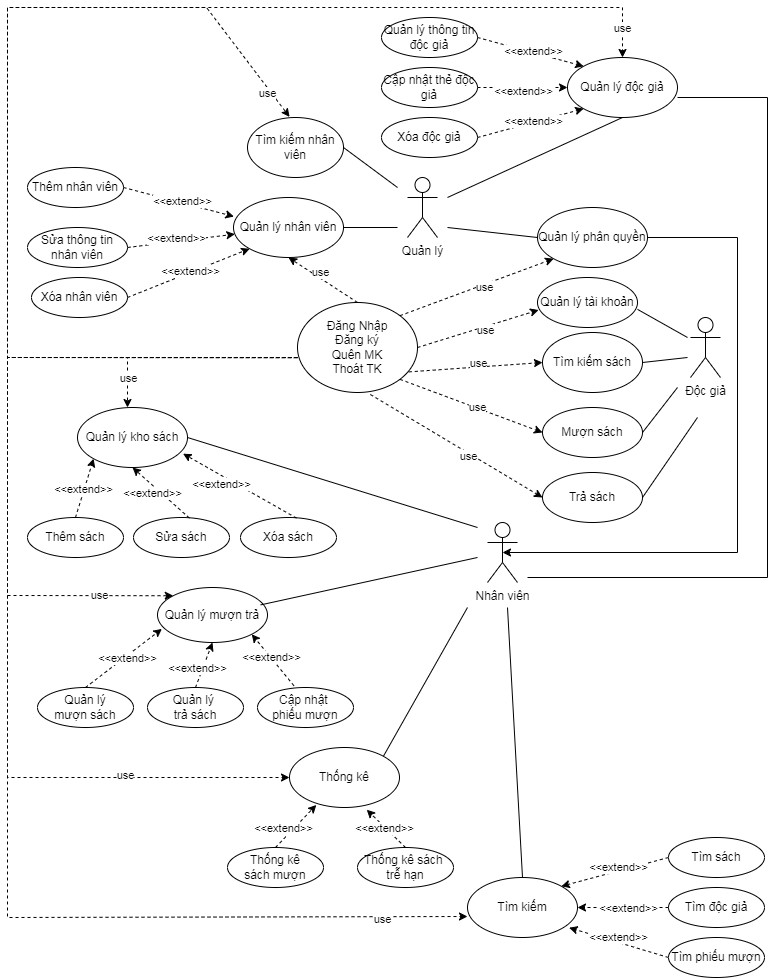 Quản lý thông tin
độc giả
use
<<extend>>
Cập nhật thẻ độc
giả
<<extend>>
Quản lý độc giả
use
<<extend>>
Xóa độc giả
Tìm kiếm nhân
viên
Thêm nhân viên
<<extend>>
Quản lý nhân viên
Quản lý
Quản lý phân quyền
Sửa thông tin
nhân viên
<<extend>>
<<extend>>
Xóa nhân viên
use
use
Quản lý tài khoản
Đăng Nhập
Đăng ký
Quên MK
Thoát TK
use
use
Tìm kiếm sách
Độc giả
use
use
Mượn sách
Quản lý kho sách
use
Trả sách
<<extend>>
<<extend>>
<<extend>>
Thêm sách
Sửa sách
Xóa sách
use
Nhân viên
Quản lý mượn trả
<<extend>>
<<extend>>
<<extend>>
Quản lý
mượn sách
Quản lý
trả sách
Cập nhật
phiếu mượn
use
Thống kê
<<extend>>
<<extend>>
Thống kê
sách mượn
Thống kê sách
trễ hạn
Tìm sách
<<extend>>
Tìm kiếm
<<extend>>
Tìm độc giả
use
<<extend>>
Tìm phiếu mượn